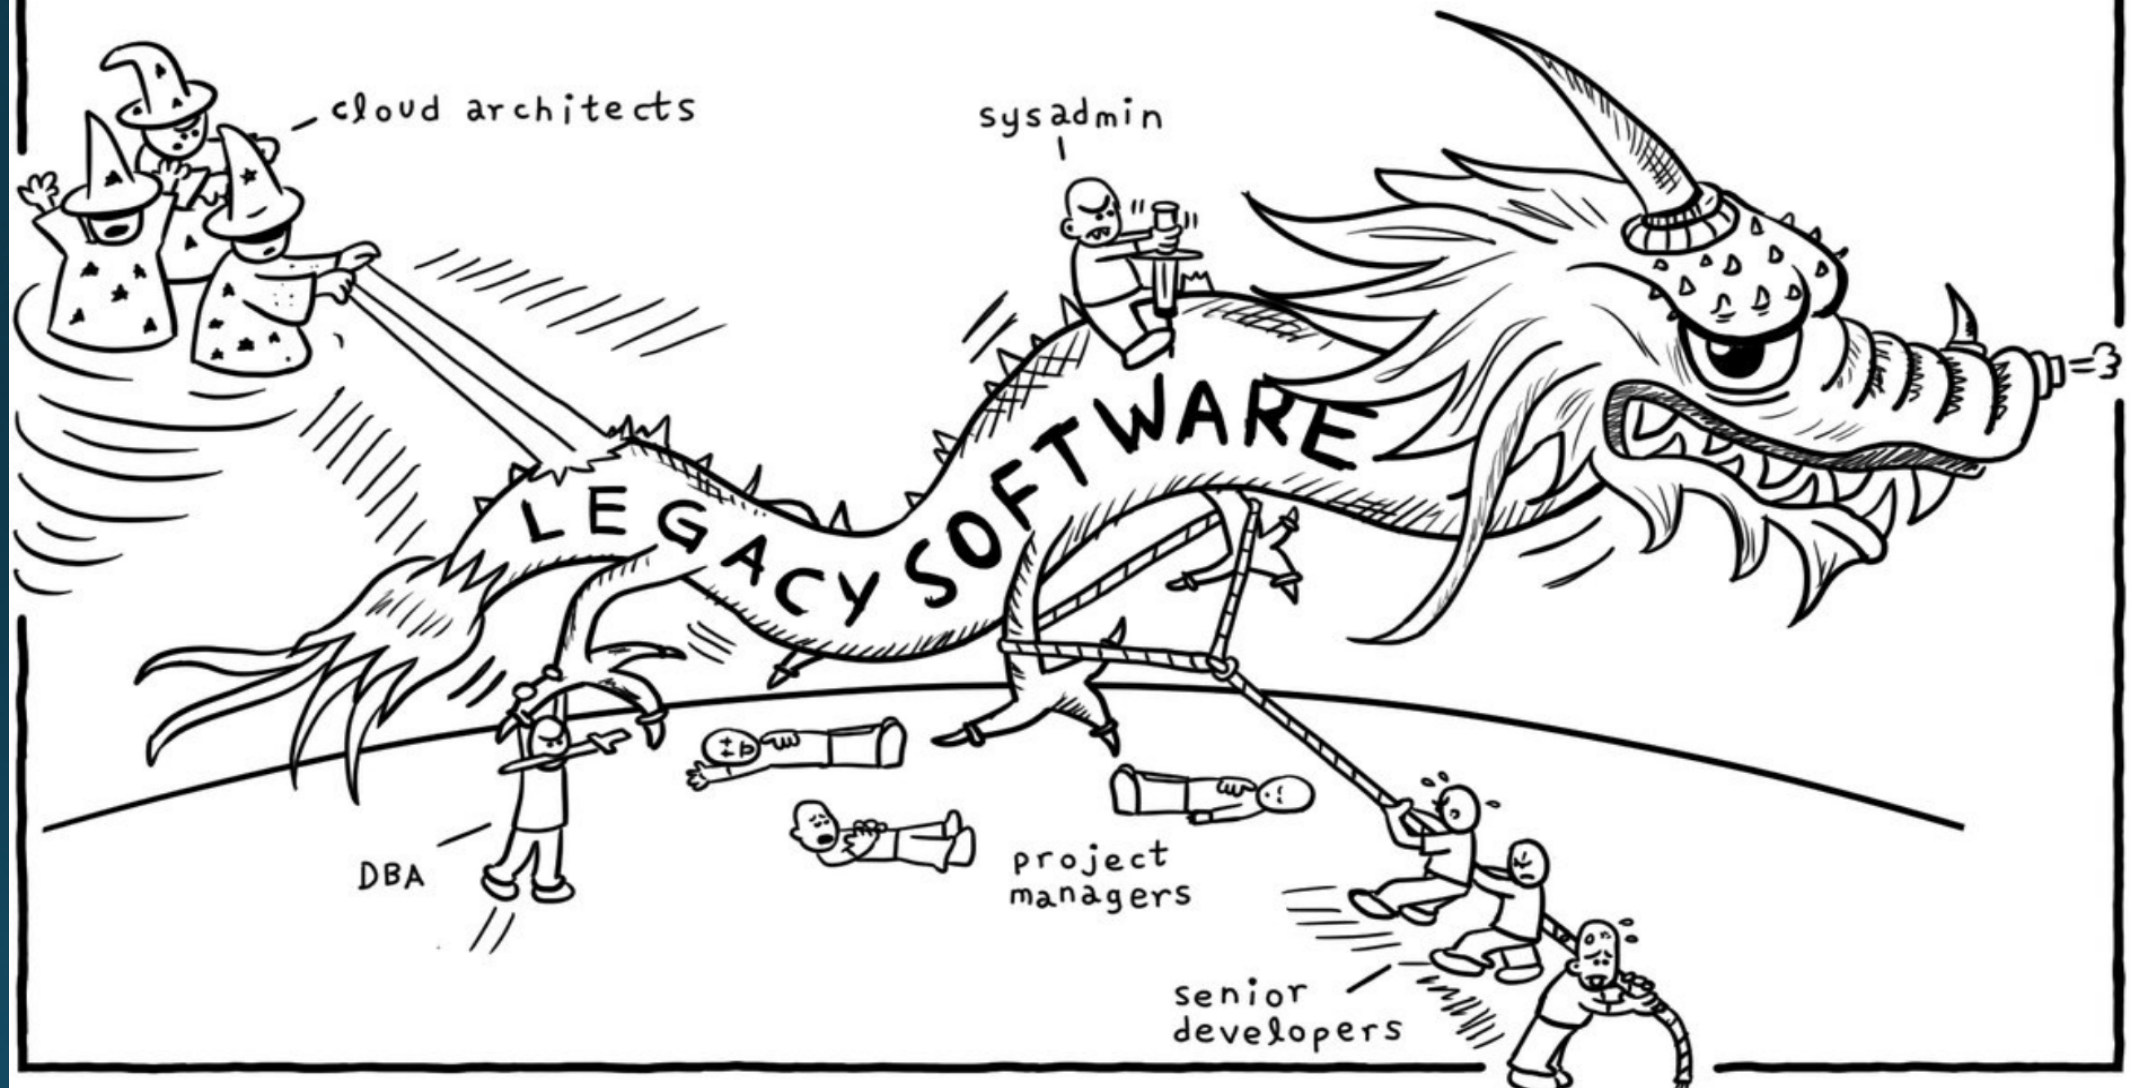 cloud architects
sysadmin
LEGACY SOFTWARE
DBA
project
managers
senior
developers